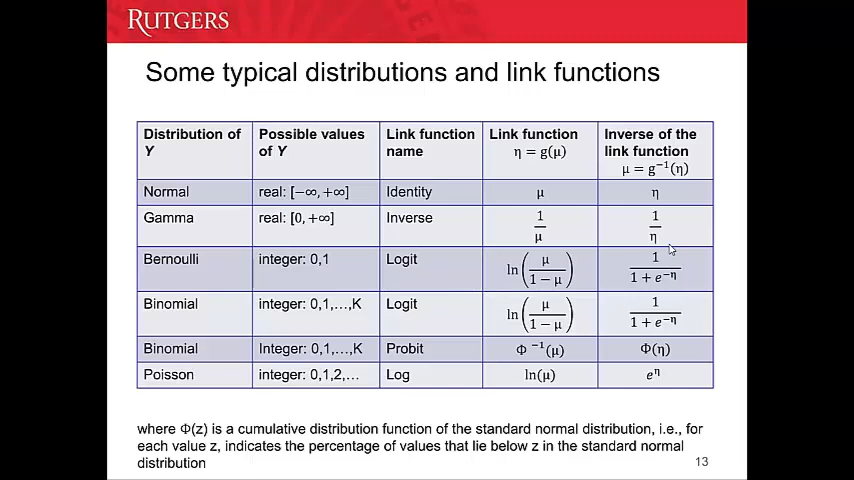 RUTGERS
Some typical distributions and link functions
Distribution of Y	Possible values of Y	Link function name	Link function η = g(μ)	Inverse of the link function μ = g⁻¹(η)
Normal	real: [−∞, +∞]	Identity	μ	η
Gamma	real: [0, +∞]	Inverse	1/μ	1/η
Bernoulli	integer: 0,1	Logit	ln(μ/(1 − μ))	1/(1 + e^−η)
Binomial	integer: 0,1,…,K	Logit	ln(μ/(1 − μ))	1/(1 + e^−η)
Binomial	Integer: 0,1,…,K	Probit	Φ ⁻¹(μ)	Φ(η)
Poisson	integer: 0,1,2,…	Log	ln(μ)	e^η
where Φ(z) is a cumulative distribution function of the standard normal distribution, i.e., for
each value z, indicates the percentage of values that lie below z in the standard normal
distribution
13